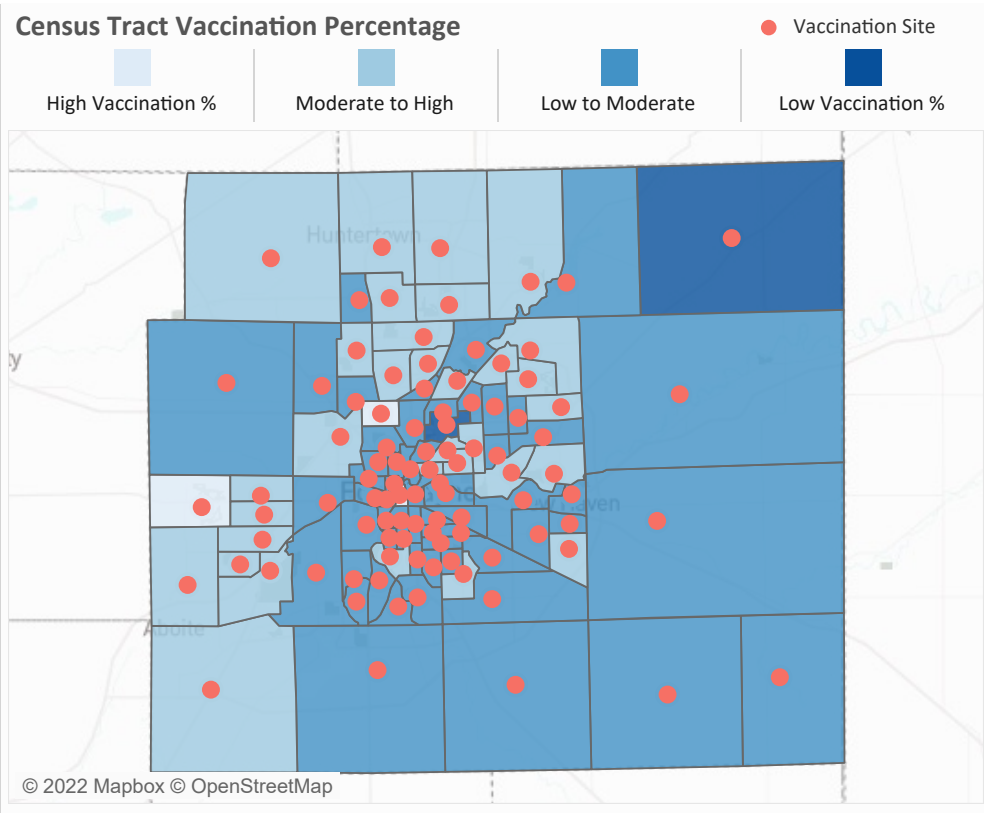 Census Tract Vaccination Percentage
Vaccination Site
High Vaccination %
Moderate to High
Low to Moderate
Low Vaccination %
Huntertown
ty
Aboite
© 2022 Mapbox © OpenStreetMap